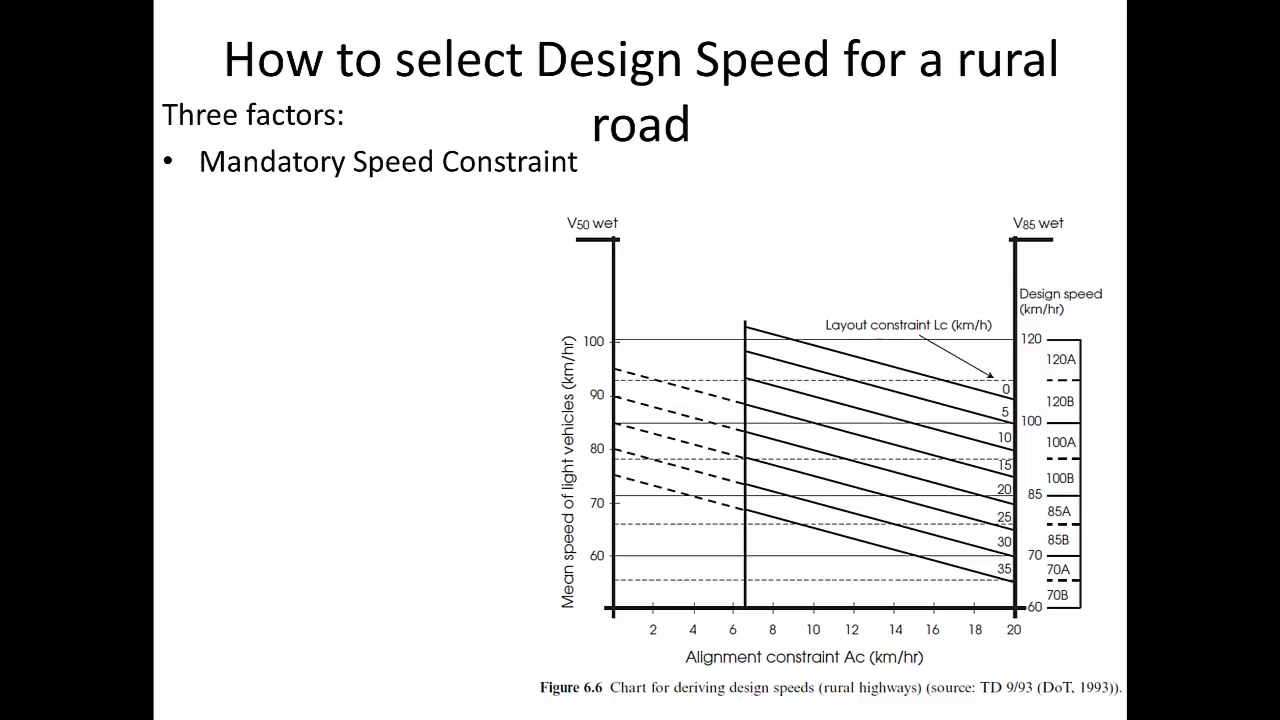 How to select Design Speed for a rural
road
Three factors:
• Mandatory Speed Constraint
V50 wet
V85 wet
Design speed
(km/hr)
Layout constraint Lc (km/h)
Mean speed of light vehicles (km/hr)
100
90
80
70
60
0
5
10
15
20
25
30
35
120
100
85
70
60
120A
120B
100A
100B
85A
85B
70A
70B
2 4 6 8 10 12 14 16 18 20
Alignment constraint Ac (km/hr)
Figure 6.6 Chart for deriving design speeds (rural highways) (source: TD 9/93 (DoT, 1993)).